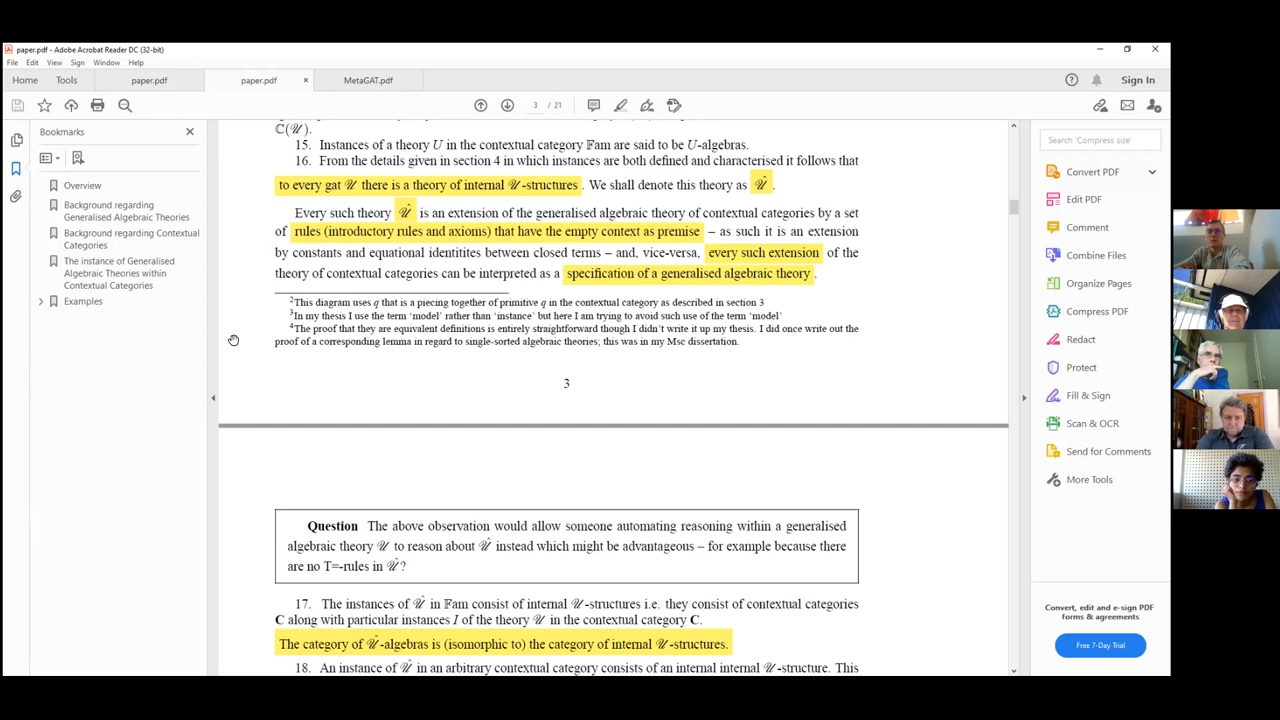 paper.pdf - Adobe Acrobat Reader DC (32-bit)
File Edit View Sign Window Help
Home Tools paper.pdf paper.pdf × MetaGAT.pdf Sign In
3 / 21
Bookmarks
Overview
Background regarding
Generalised Algebraic Theories
Background regarding Contextual
Categories
The instance of Generalised
Algebraic Theories within
Contextual Categories
Examples
ℂ(𝒰).
15. Instances of a theory U in the contextual category 𝔽am are said to be U-algebras.
16. From the details given in section 4 in which instances are both defined and characterised it follows that
to every gat 𝒰 there is a theory of internal 𝒰-structures. We shall denote this theory as 𝒰̂.
Every such theory 𝒰̂ is an extension of the generalised algebraic theory of contextual categories by a set
of rules (introductory rules and axioms) that have the empty context as premise – as such it is an extension
by constants and equational identitites between closed terms – and, vice-versa, every such extension of the
theory of contextual categories can be interpreted as a specification of a generalised algebraic theory.
2This diagram uses q that is a piecing together of primitive q in the contextual category as described in section 3
3In my thesis I use the term ‘model’ rather than ‘instance’ but here I am trying to avoid such use of the term ‘model’
4The proof that they are equivalent definitions is entirely straightforward though I didn’t write it up my thesis. I did once write out the
proof of a corresponding lemma in regard to single-sorted algebraic theories; this was in my Msc dissertation.
3
Question The above observation would allow someone automating reasoning within a generalised
algebraic theory 𝒰 to reason about 𝒰̂ instead which might be advantageous – for example because there
are no T=-rules in 𝒰̂?
17. The instances of 𝒰̂ in 𝔽am consist of internal 𝒰-structures i.e. they consist of contextual categories
C along with particular instances I of the theory 𝒰 in the contextual category C.
The category of 𝒰̂-algebras is (isomorphic to) the category of internal 𝒰-structures.
18. An instance of 𝒰̂ in an arbitrary contextual category consists of an internal internal 𝒰-structure. This
Search 'Compress size'
Convert PDF
Edit PDF
Comment
Combine Files
Organize Pages
Compress PDF
Redact
Protect
Fill & Sign
Scan & OCR
Send for Comments
More Tools
Convert, edit and e-sign PDF
forms & agreements
Free 7-Day Trial